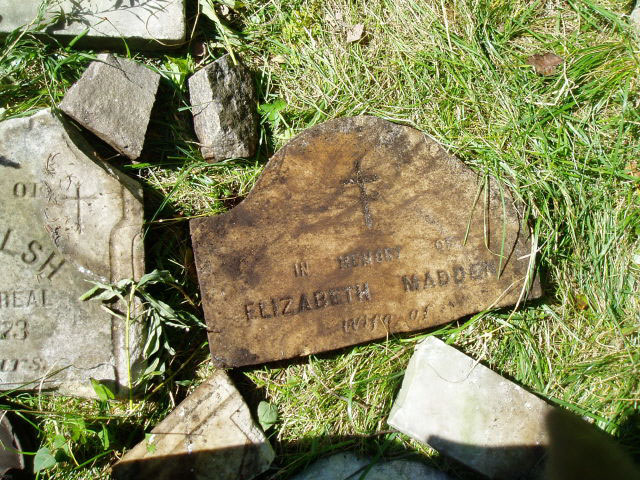 OF
LSH
REAL
23
IN MEMORY OF
ELIZABETH MADDEN
Wife of